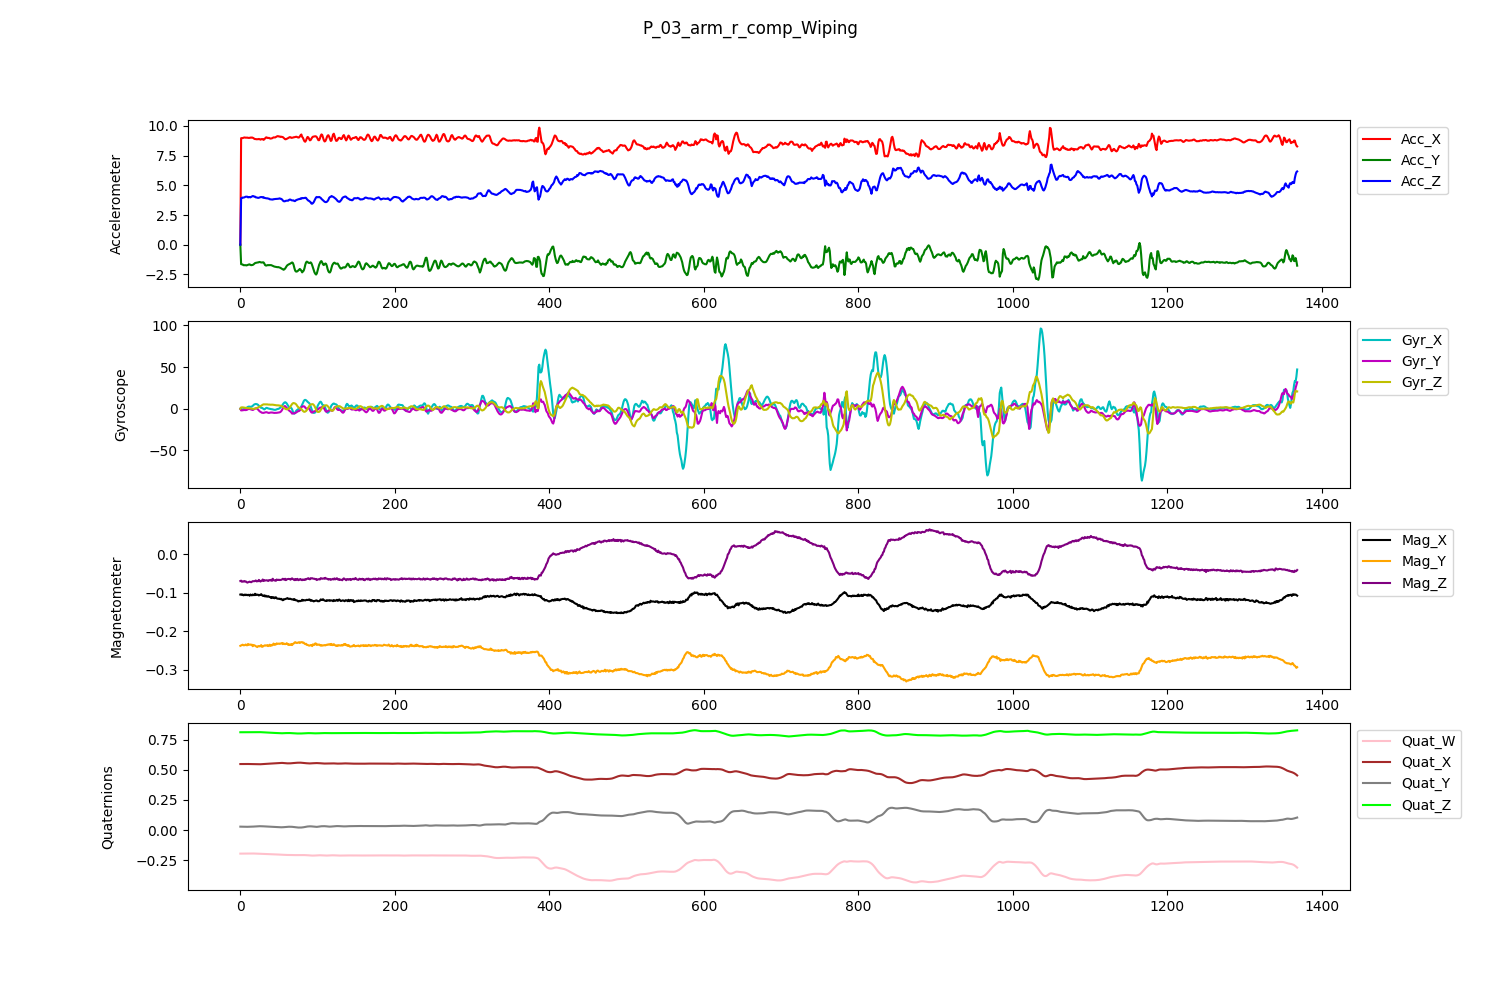 P_03_arm_r_comp_Wiping
Accelerometer
10.0
7.5
5.0
2.5
0.0
−2.5
0 200 400 600 800 1000 1200 1400
Acc_X
Acc_Y
Acc_Z
Gyroscope
100
50
0
−50
0 200 400 600 800 1000 1200 1400
Gyr_X
Gyr_Y
Gyr_Z
Magnetometer
0.0
−0.1
−0.2
−0.3
0 200 400 600 800 1000 1200 1400
Mag_X
Mag_Y
Mag_Z
Quaternions
0.75
0.50
0.25
0.00
−0.25
0 200 400 600 800 1000 1200 1400
Quat_W
Quat_X
Quat_Y
Quat_Z